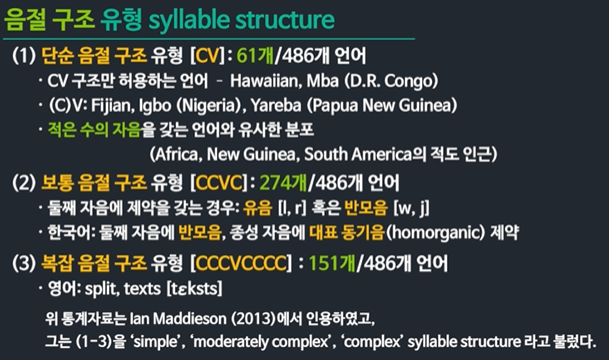 음절 구조 유형 syllable structure
(1) 단순 음절 구조 유형 [CV]: 61개/486개 언어
· CV 구조만 허용하는 언어 – Hawaiian, Mba (D.R. Congo)
· (C)V: Fijian, Igbo (Nigeria), Yareba (Papua New Guinea)
· 적은 수의 자음을 갖는 언어와 유사한 분포
(Africa, New Guinea, South America의 적도 인근)
(2) 보통 음절 구조 유형 [CCVC]: 274개/486개 언어
· 둘째 자음에 제약을 갖는 경우: 유음 [l, r] 혹은 반모음 [w, j]
· 한국어: 둘째 자음에 반모음, 종성 자음에 대표 동기음(homorganic) 제약
(3) 복잡 음절 구조 유형 [CCCVCCCC] : 151개/486개 언어
· 영어: split, texts [tɛksts]
위 통계자료는 Ian Maddieson (2013)에서 인용하였고,
그는 (1-3)을 ‘simple’, ‘moderately complex’, ‘complex’ syllable structure 라고 불렀다.